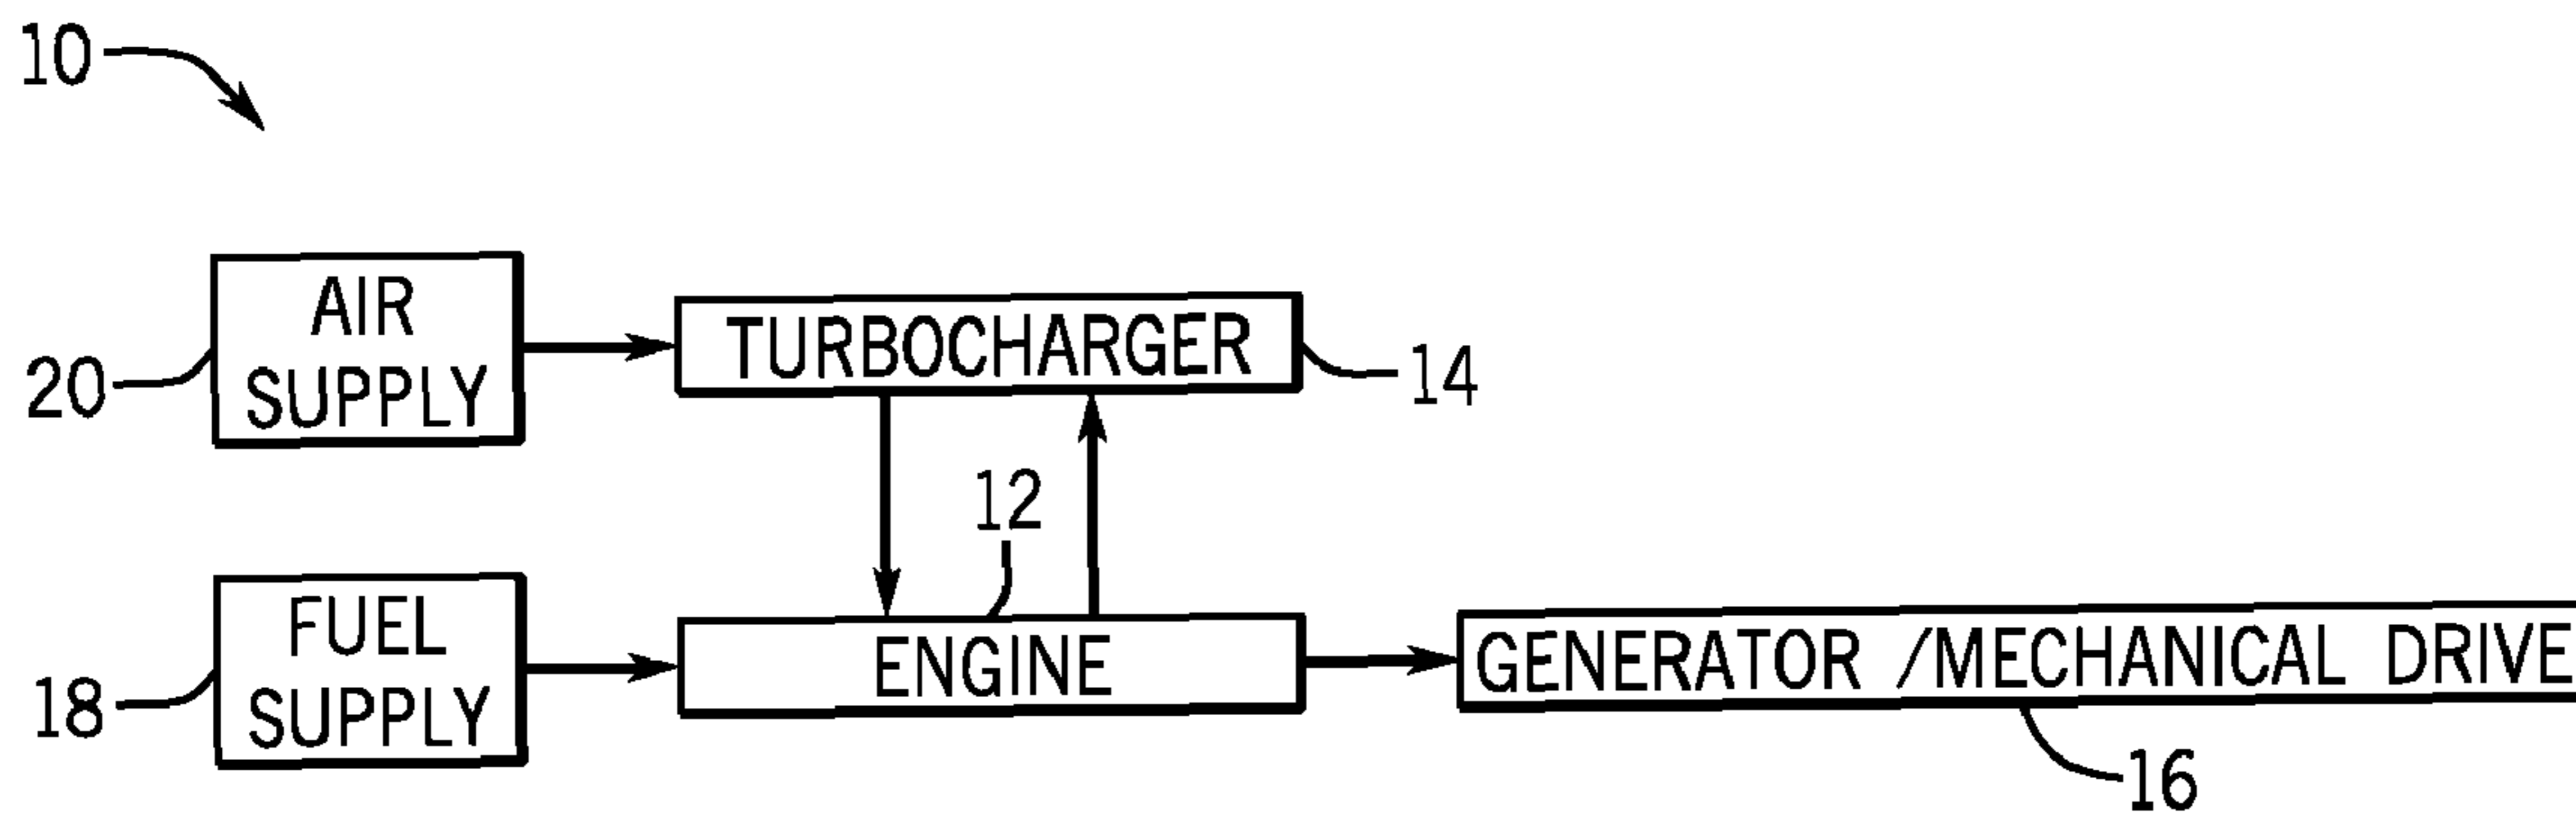 10
AIR
SUPPLY
20
TURBOCHARGER
14
12
FUEL
SUPPLY
18
ENGINE
GENERATOR /MECHANICAL DRIVE
16